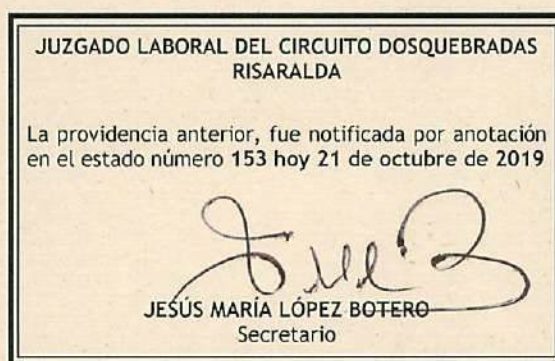 JUZGADO LABORAL DEL CIRCUITO DOSQUEBRADAS
RISARALDA
La providencia anterior, fue notificada por anotación
en el estado número 153 hoy 21 de octubre de 2019
JESÚS MARÍA LÓPEZ BOTERO
Secretario